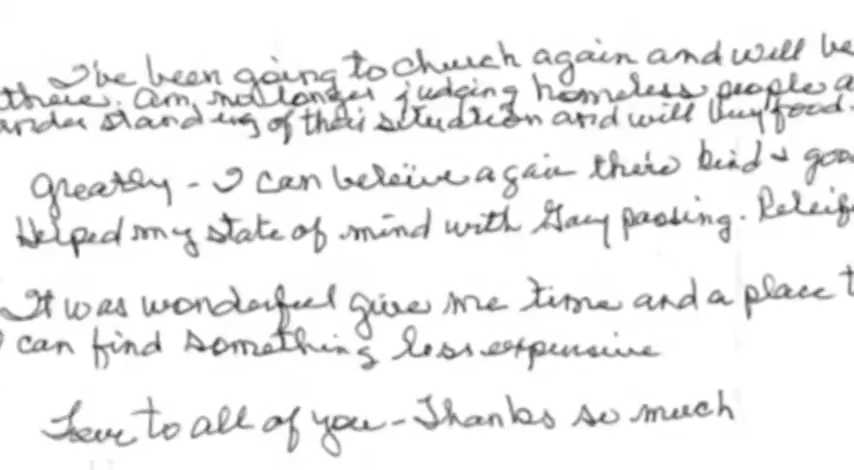 I've been going to church again and will be
there. Am no longer judging homeless people a
understanding of their situation and will buy food.
Greatly - I can beleive again there kind & goo
Helped my state of mind with Gary passing. Releif
It was wonderful give me time and a place t
I can find something less expensive
Love to all of you - Thanks so much